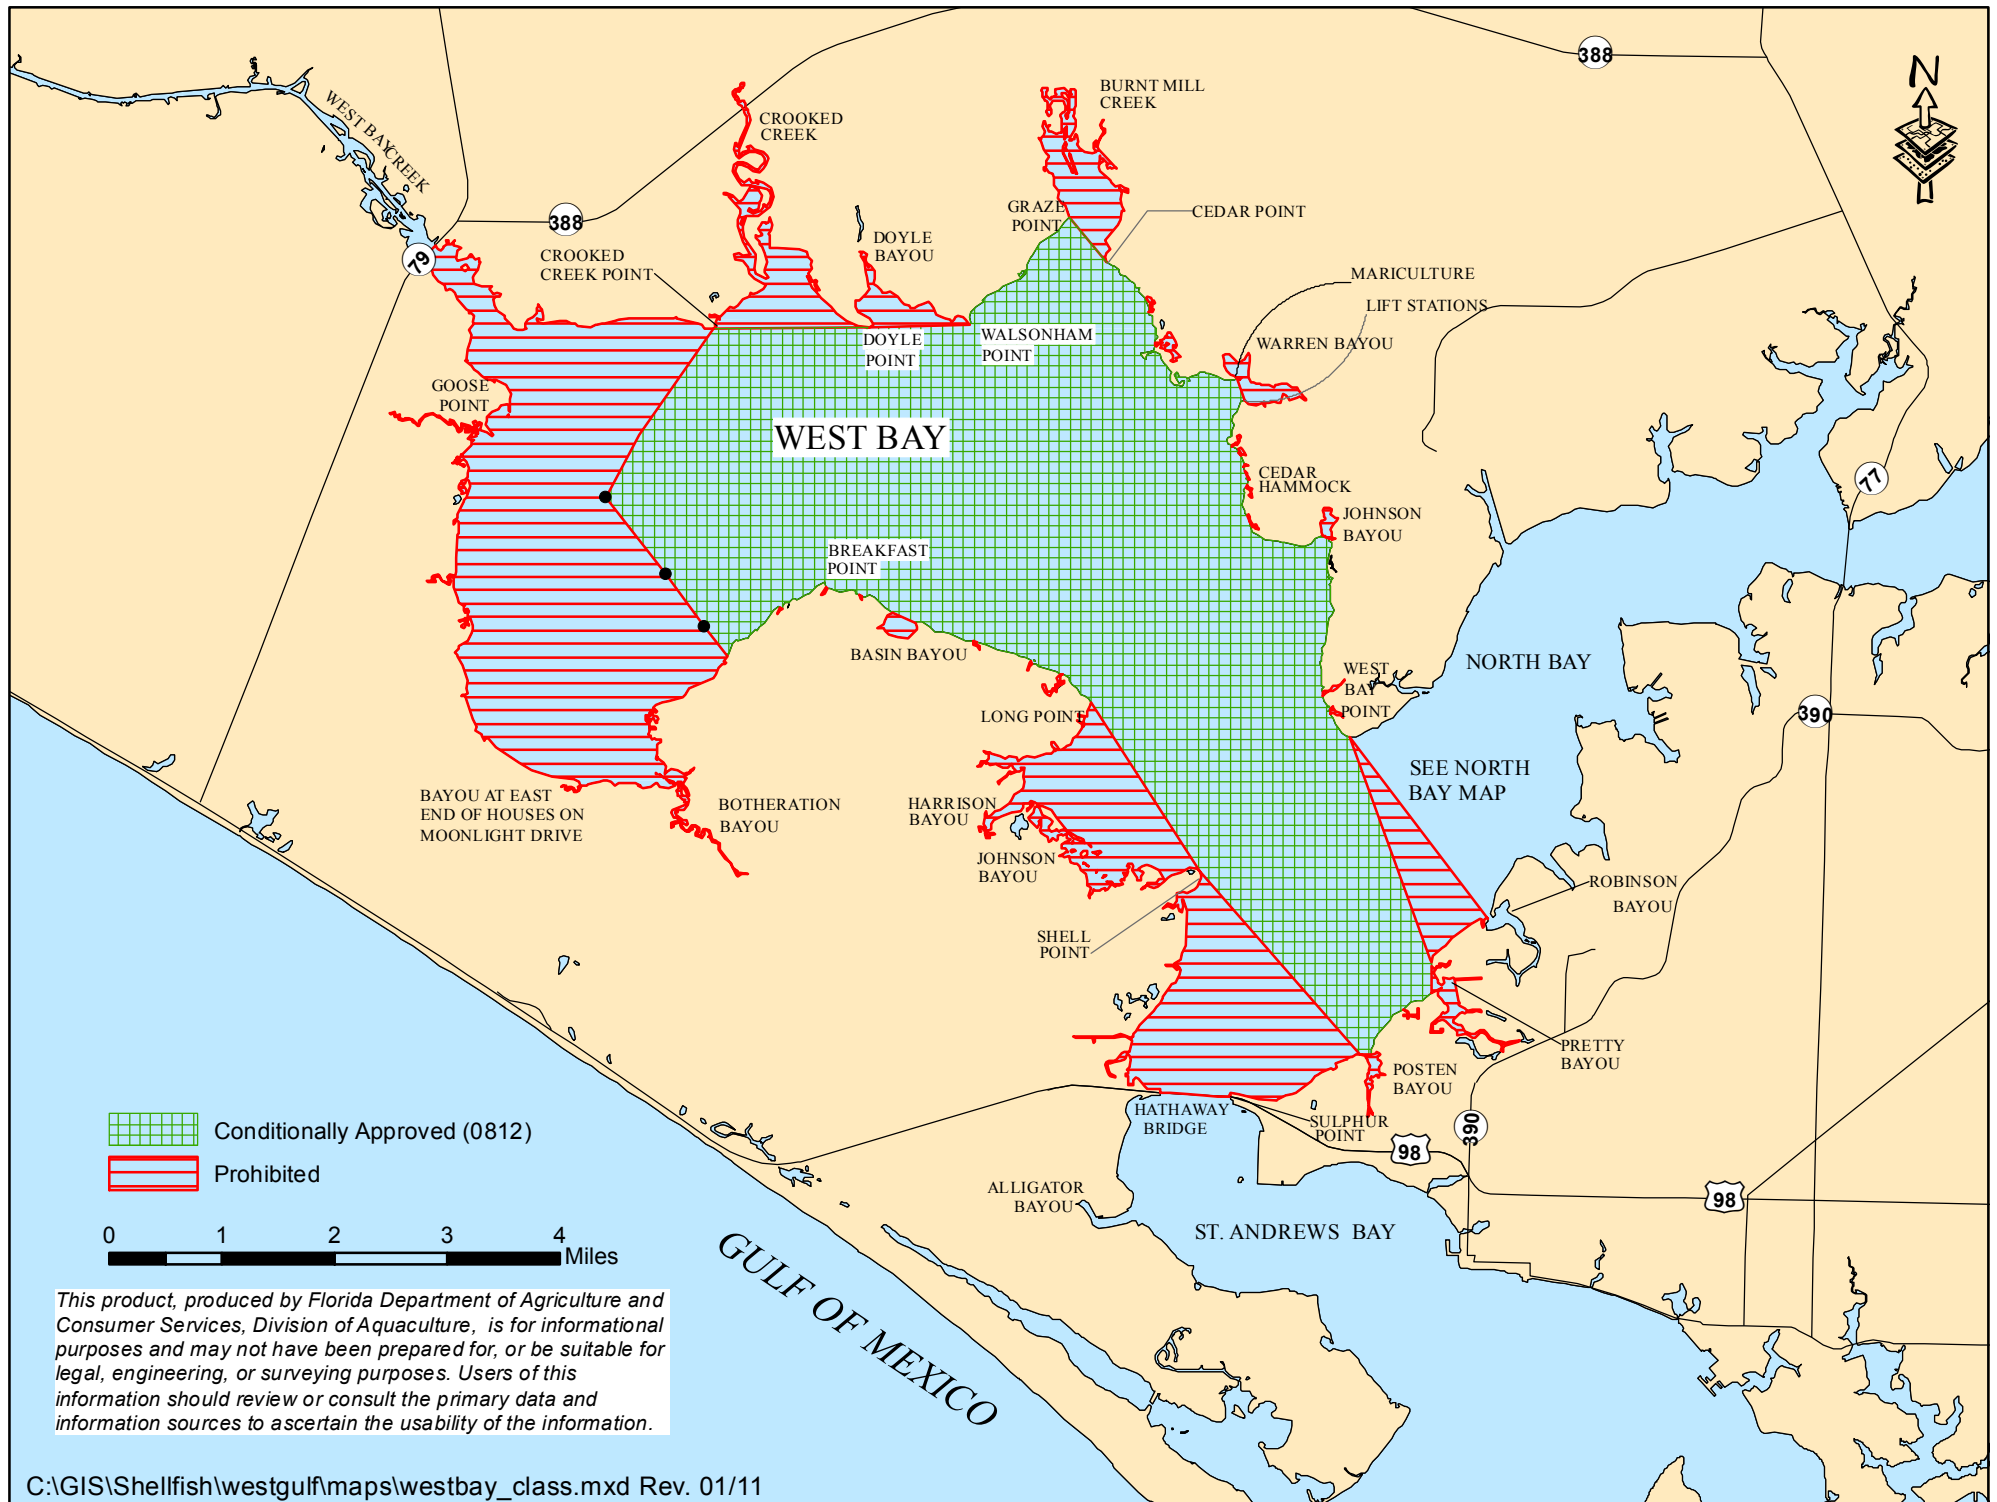 388
N
BURNT MILL
CREEK
CROOKED
CREEK
WEST BAY CREEK
GRAZE
POINT
CEDAR POINT
388
DOYLE
BAYOU
CROOKED
CREEK POINT
79
MARICULTURE
LIFT STATIONS
WALSONHAM
POINT
DOYLE
POINT
WARREN BAYOU
GOOSE
POINT
WEST BAY
CEDAR
HAMMOCK
77
JOHNSON
BAYOU
BREAKFAST
POINT
BASIN BAYOU
NORTH BAY
WEST
BAY
POINT
LONG POINT
390
SEE NORTH
BAY MAP
BAYOU AT EAST
END OF HOUSES ON
MOONLIGHT DRIVE
BOTHERATION
BAYOU
HARRISON
BAYOU
JOHNSON
BAYOU
ROBINSON
BAYOU
SHELL
POINT
PRETTY
BAYOU
POSTEN
BAYOU
HATHAWAY
BRIDGE
SULPHUR
POINT
390
98
98
Conditionally Approved (0812)
Prohibited
ALLIGATOR
BAYOU
ST. ANDREWS BAY
0 1 2 3 4
Miles
GULF OF MEXICO
This product, produced by Florida Department of Agriculture and
Consumer Services, Division of Aquaculture, is for informational
purposes and may not have been prepared for, or be suitable for
legal, engineering, or surveying purposes. Users of this
information should review or consult the primary data and
information sources to ascertain the usability of the information.
C:\GIS\Shellfish\westgulf\maps\westbay_class.mxd Rev. 01/11